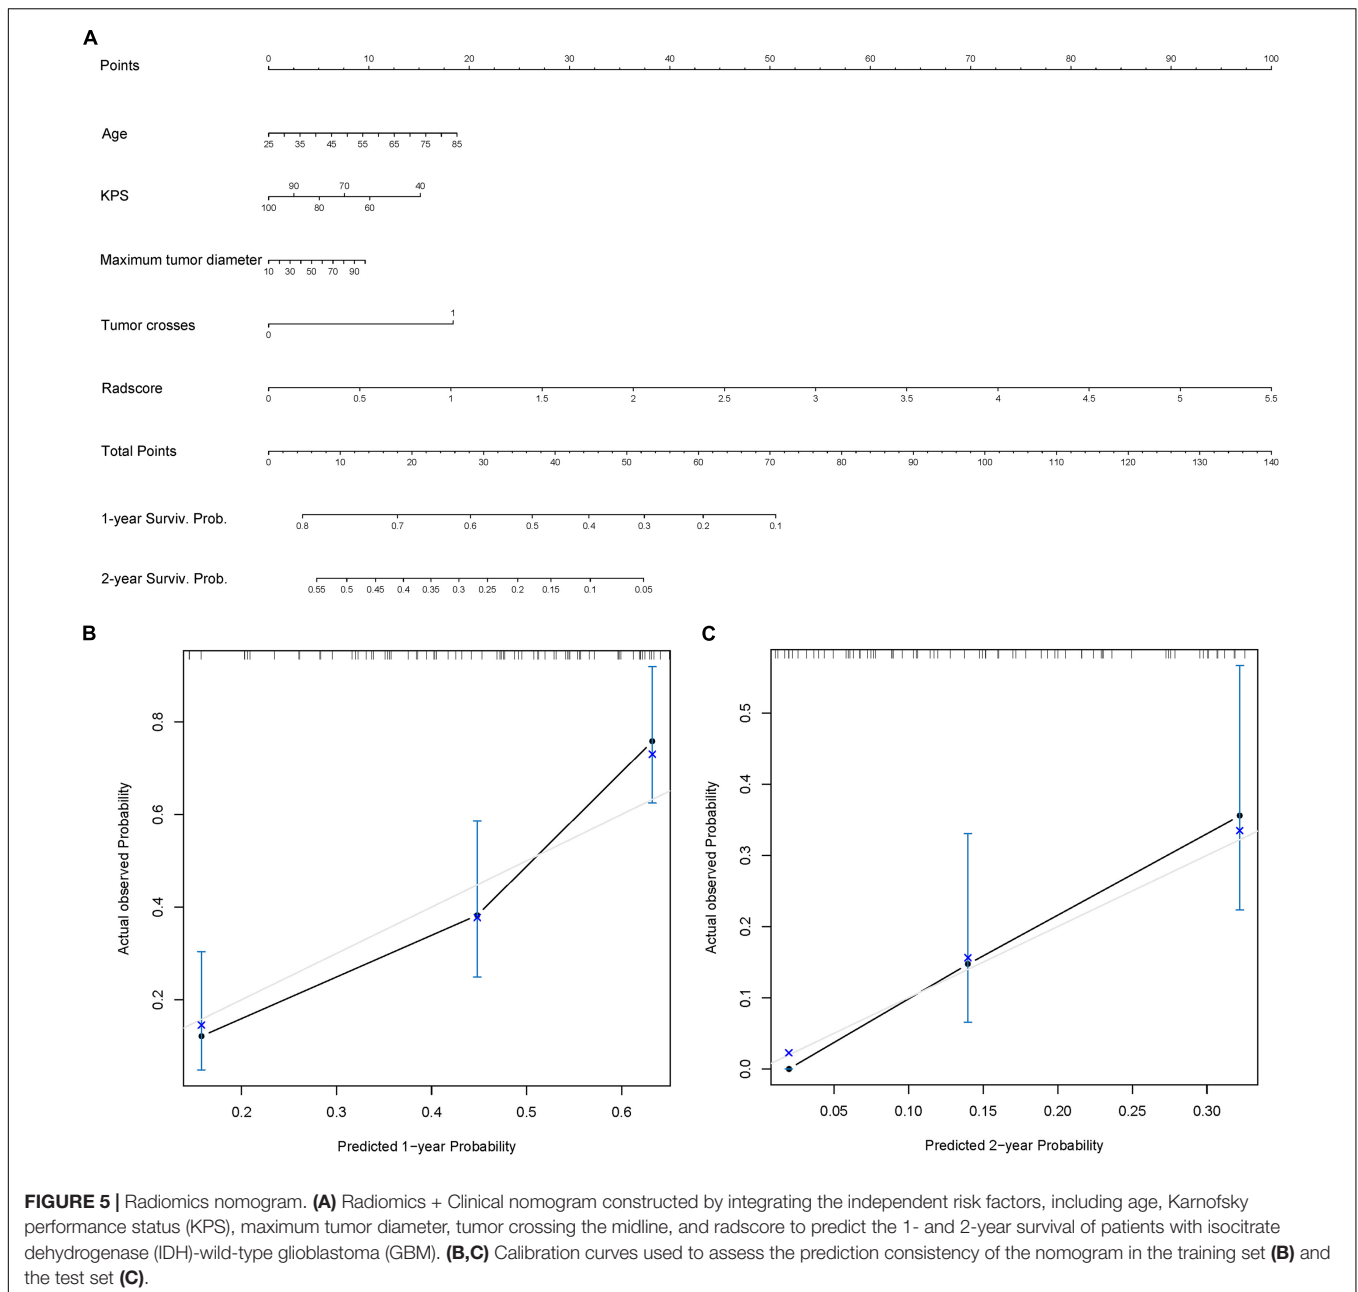 A
Points
0 10 20 30 40 50 60 70 80 90 100
Age
25 35 45 55 65 75 85
90 70 40
KPS
100 80 60
Maximum tumor diameter
10 30 50 70 90
1
Tumor crosses
0
Radscore
0 0.5 1 1.5 2 2.5 3 3.5 4 4.5 5 5.5
Total Points
0 10 20 30 40 50 60 70 80 90 100 110 120 130 140
1-year Surviv. Prob.
0.8 0.7 0.6 0.5 0.4 0.3 0.2 0.1
2-year Surviv. Prob.
0.55 0.5 0.45 0.4 0.35 0.3 0.25 0.2 0.15 0.1 0.05
B
Actual observed Probability
0.8
0.6
0.4
0.2
0.2 0.3 0.4 0.5 0.6
Predicted 1−year Probability
C
Actual observed Probability
0.5
0.4
0.3
0.2
0.1
0.0
0.05 0.10 0.15 0.20 0.25 0.30
Predicted 2−year Probability
FIGURE 5 | Radiomics nomogram. (A) Radiomics + Clinical nomogram constructed by integrating the independent risk factors, including age, Karnofsky
performance status (KPS), maximum tumor diameter, tumor crossing the midline, and radscore to predict the 1- and 2-year survival of patients with isocitrate
dehydrogenase (IDH)-wild-type glioblastoma (GBM). (B,C) Calibration curves used to assess the prediction consistency of the nomogram in the training set (B) and
the test set (C).